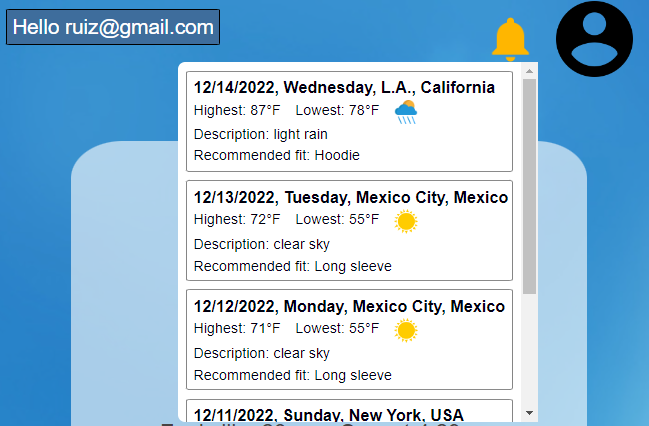 Hello ruiz@gmail.com
12/14/2022, Wednesday, L.A., California
Highest: 87°F Lowest: 78°F
Description: light rain
Recommended fit: Hoodie
12/13/2022, Tuesday, Mexico City, Mexico
Highest: 72°F Lowest: 55°F
Description: clear sky
Recommended fit: Long sleeve
12/12/2022, Monday, Mexico City, Mexico
Highest: 71°F Lowest: 55°F
Description: clear sky
Recommended fit: Long sleeve
12/11/2022, Sunday, New York, USA